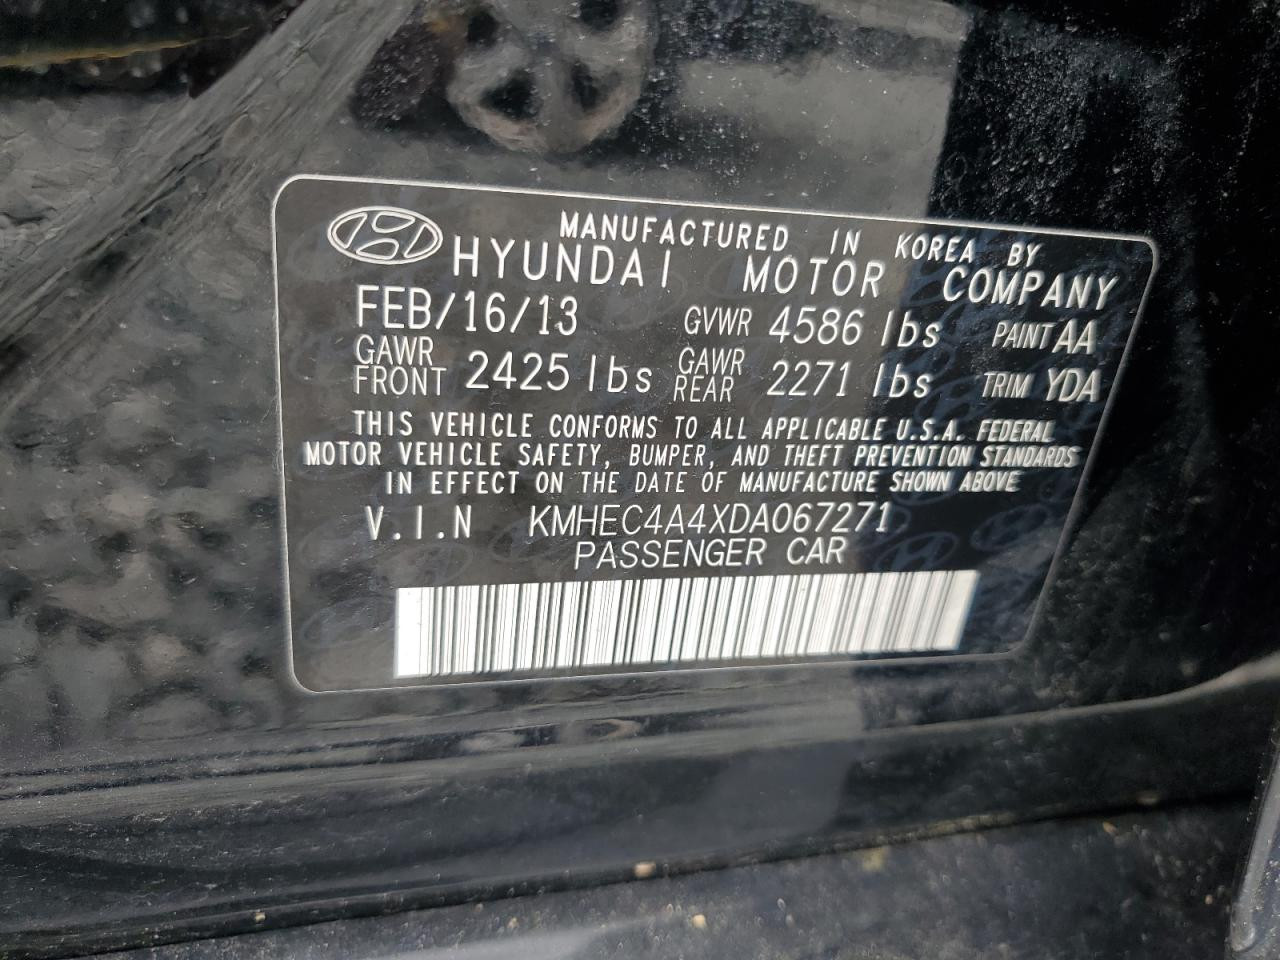 MANUFACTURED IN KOREA BY
HYUNDAI MOTOR COMPANY
FEB/16/13 GVWR 4586 lbs PAINT AA
GAWR FRONT 2425 lbs GAWR REAR 2271 lbs TRIM YDA
THIS VEHICLE CONFORMS TO ALL APPLICABLE U.S.A. FEDERAL
MOTOR VEHICLE SAFETY, BUMPER, AND THEFT PREVENTION STANDARDS
IN EFFECT ON THE DATE OF MANUFACTURE SHOWN ABOVE
V.I.N KMHEC4A4XDA067271
PASSENGER CAR